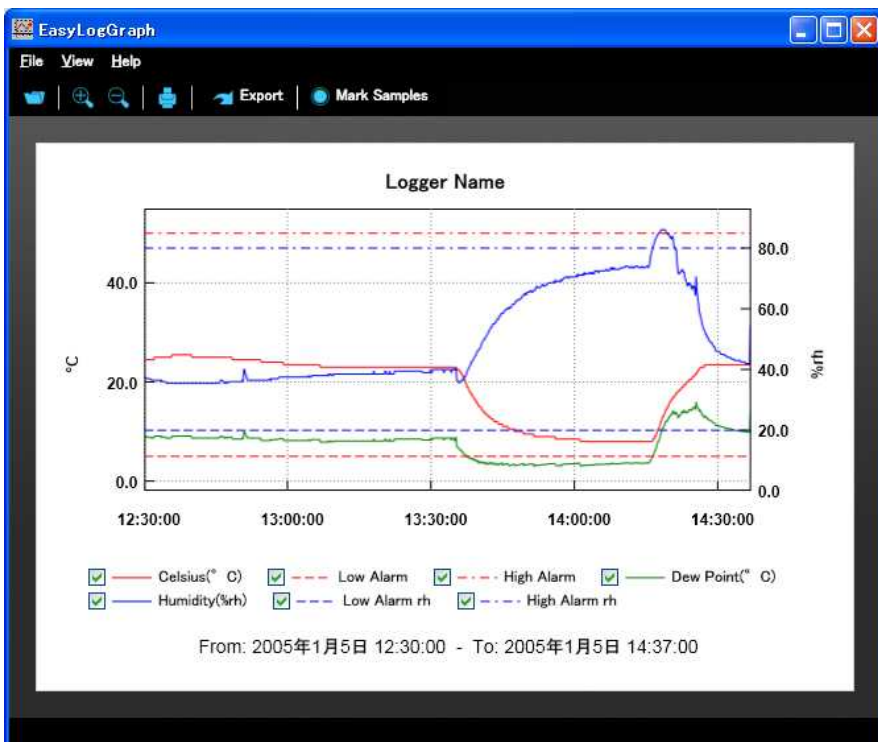 EasyLogGraph
File View Help
Export Mark Samples
Logger Name
°C
40.0
20.0
0.0
80.0
60.0
40.0
20.0
0.0
%rh
12:30:00 13:00:00 13:30:00 14:00:00 14:30:00
Celsius(° C) Low Alarm High Alarm Dew Point(° C)
Humidity(%rh) Low Alarm rh High Alarm rh
From: 2005年1月5日 12:30:00 - To: 2005年1月5日 14:37:00